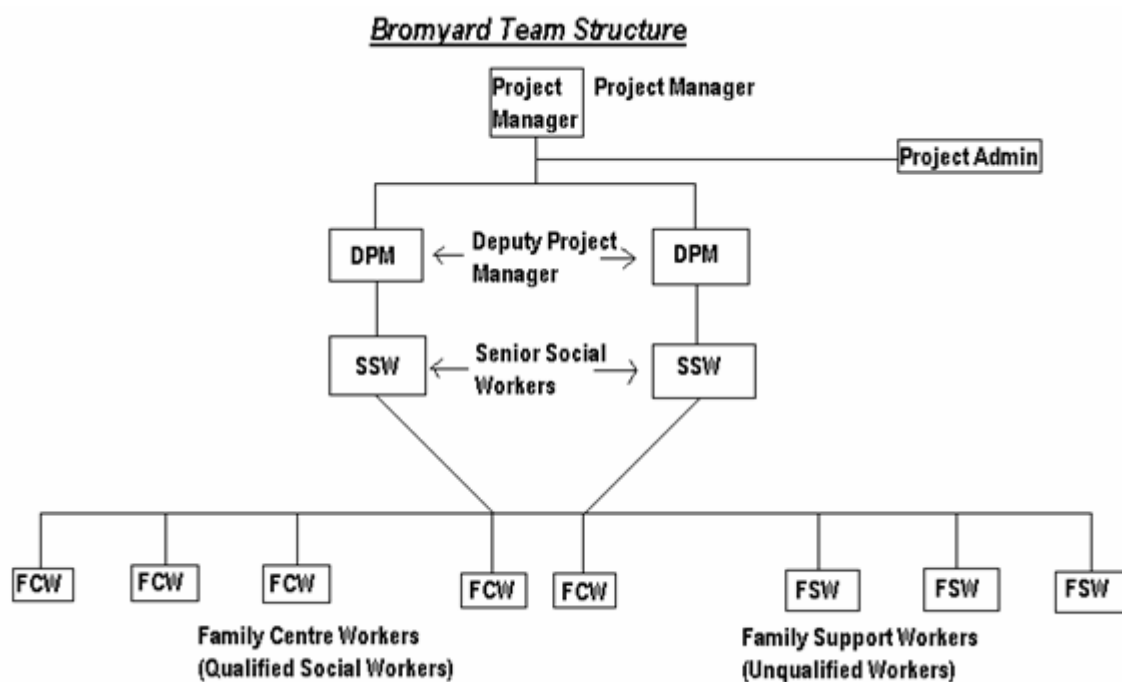 Bromyard Team Structure
Project
Manager
Project Manager
Project Admin
DPM
Deputy Project
Manager
DPM
SSW
Senior Social
Workers
SSW
FCW
FCW
FCW
FCW
FCW
FSW
FSW
FSW
Family Centre Workers
(Qualified Social Workers)
Family Support Workers
(Unqualified Workers)